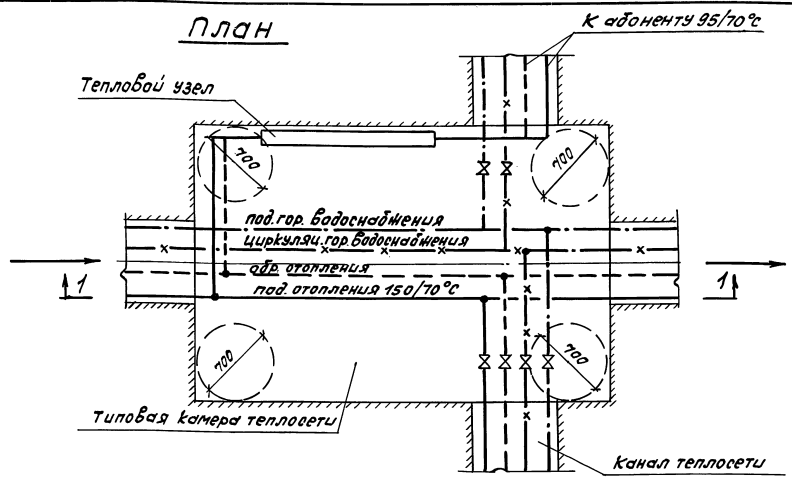 План
К абоненту 95/70°С
Тепловой узел
700
700
под. гор. водоснабжения
циркуляц. гор. водоснабжения
обр. отопления
под. отопления 150/70°С
1
1
700
700
Типовая камера теплосети
Канал теплосети